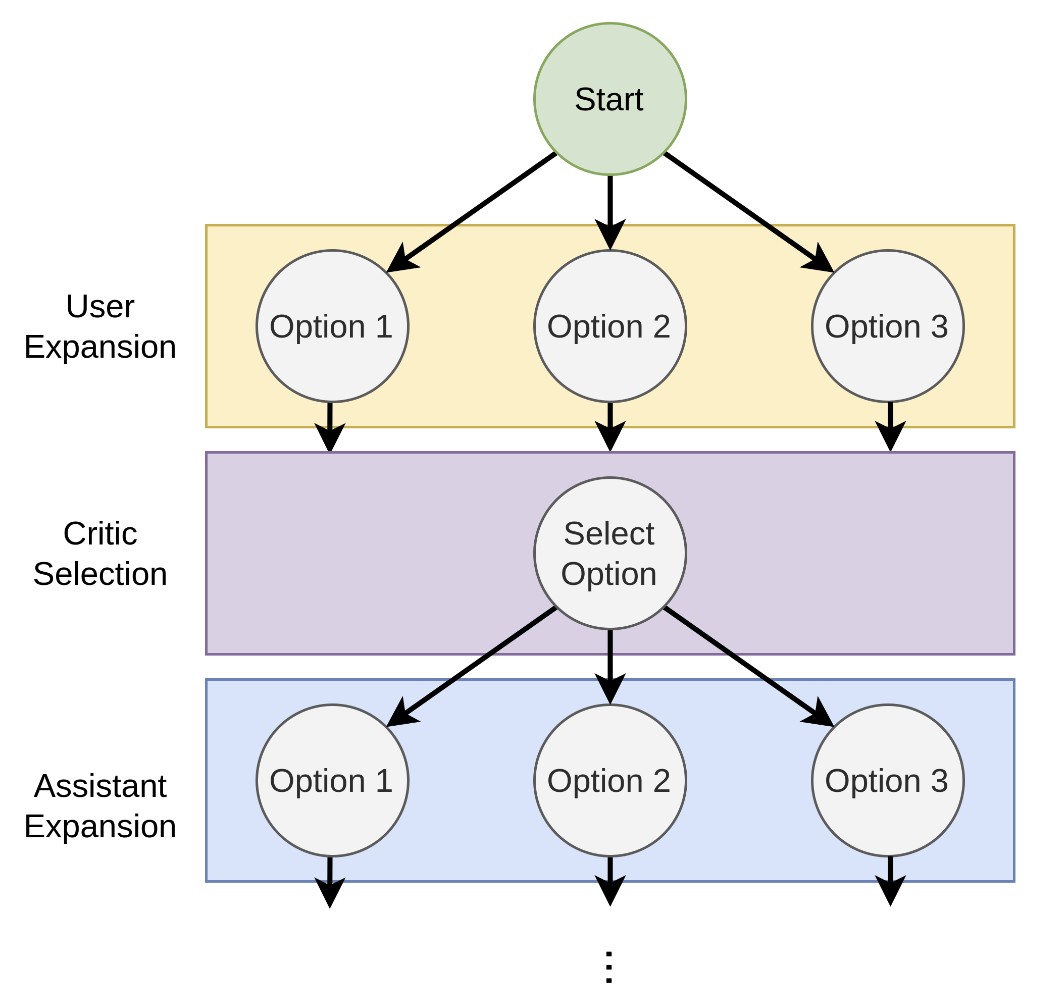 Start
User
Expansion
Option 1
Option 2
Option 3
Critic
Selection
Select
Option
Assistant
Expansion
Option 1
Option 2
Option 3
⋮